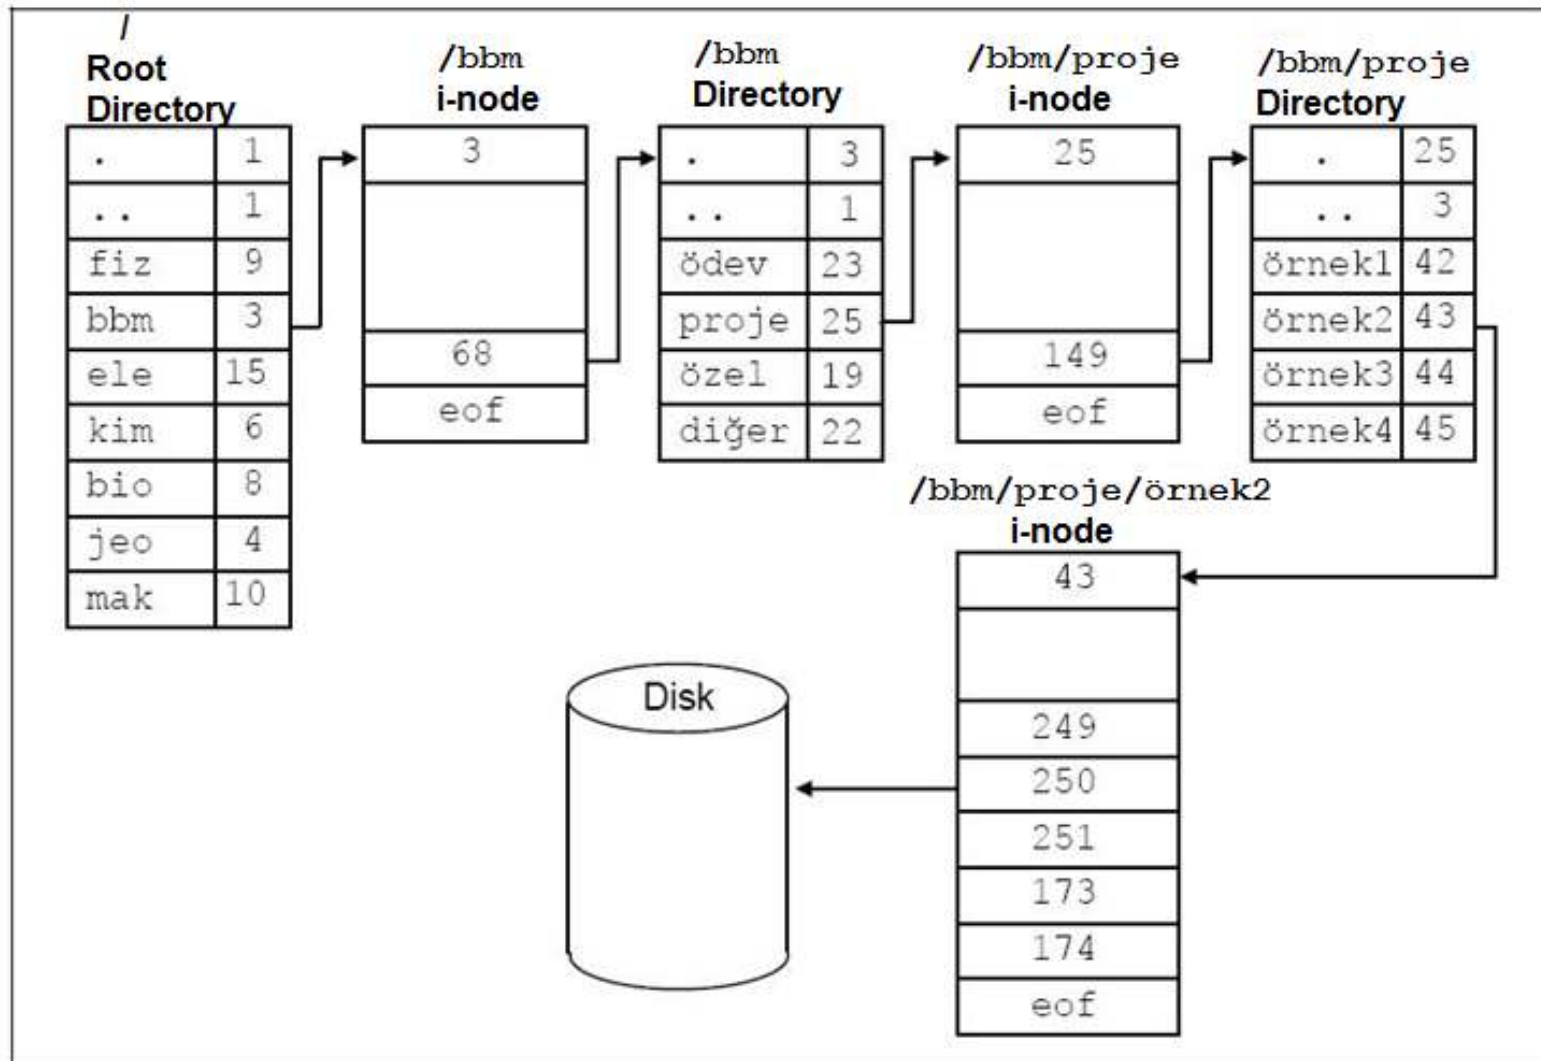 /
Root
Directory
. 1
.. 1
fiz 9
bbm 3
ele 15
kim 6
bio 8
jeo 4
mak 10
/bbm
i-node
3
68
eof
/bbm
Directory
. 3
.. 1
ödev 23
proje 25
özel 19
diğer 22
/bbm/proje
i-node
25
149
eof
/bbm/proje
Directory
. 25
.. 3
örnek1 42
örnek2 43
örnek3 44
örnek4 45
/bbm/proje/örnek2
i-node
43
249
250
251
173
174
eof
Disk